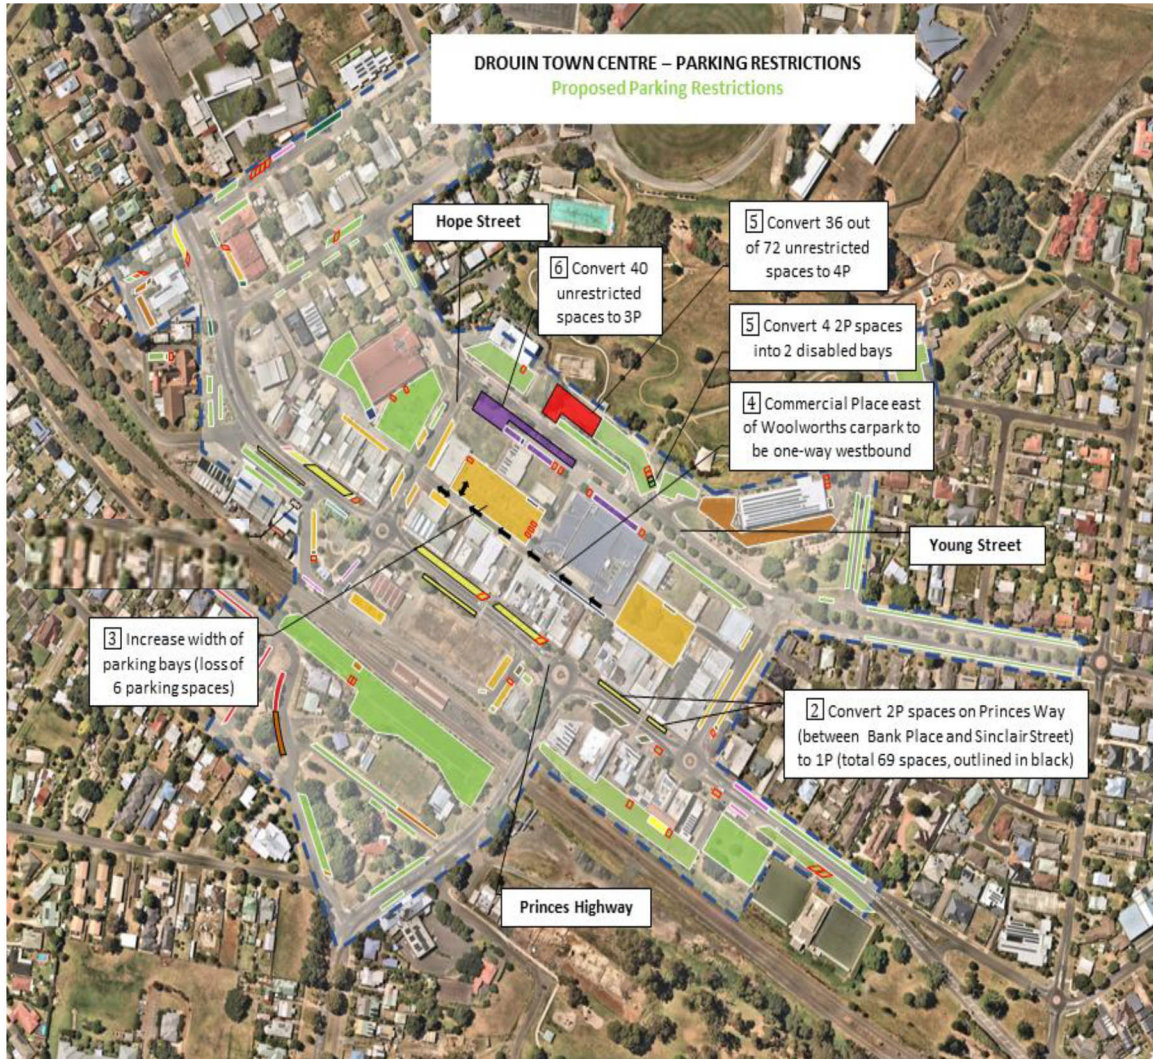 DROUIN TOWN CENTRE – PARKING RESTRICTIONS
Proposed Parking Restrictions
Hope Street
6 Convert 40
unrestricted
spaces to 3P
5 Convert 36 out
of 72 unrestricted
spaces to 4P
5 Convert 4 2P spaces
into 2 disabled bays
4 Commercial Place east
of Woolworths carpark to
be one-way westbound
Young Street
3 Increase width of
parking bays (loss of
6 parking spaces)
2 Convert 2P spaces on Princes Way
(between Bank Place and Sinclair Street)
to 1P (total 69 spaces, outlined in black)
Princes Highway